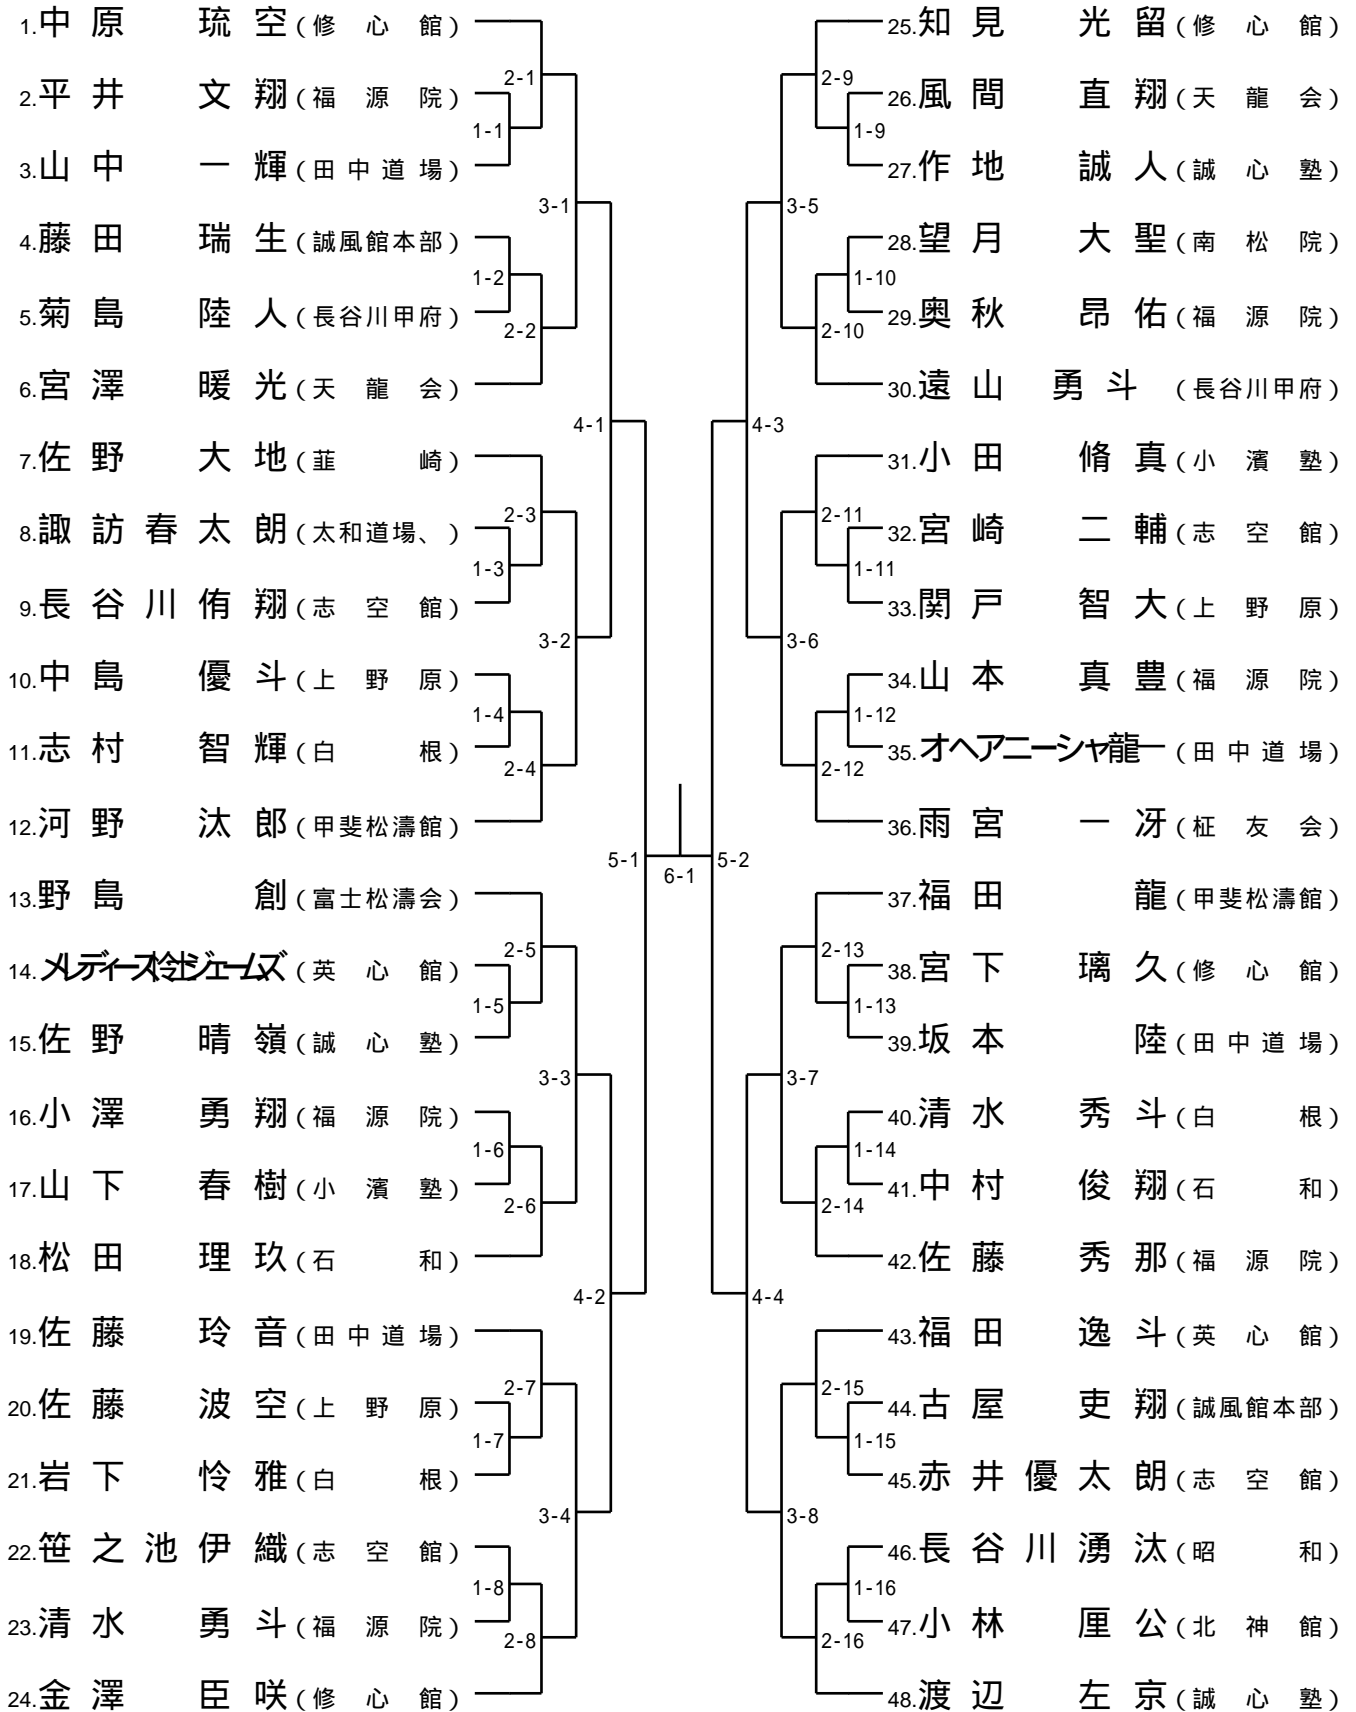 1.中原 琉空(修心館)
2.平井 文翔(福源院)
3.山中 一輝(田中道場)
4.藤田 瑞生(誠風館本部)
5.菊島 陸人(長谷川甲府)
6.宮澤 暖光(天龍会)
7.佐野 大地(韮崎)
8.諏訪春太朗(太和道場、)
9.長谷川侑翔(志空館)
10.中島 優斗(上野原)
11.志村 智輝(白根)
12.河野 汰郎(甲斐松濤館)
13.野島 創(富士松濤会)
14.メルディーズ怜士ジェームズ(英心館)
15.佐野 晴嶺(誠心塾)
16.小澤 勇翔(福源院)
17.山下 春樹(小濱塾)
18.松田 理玖(石和)
19.佐藤 玲音(田中道場)
20.佐藤 波空(上野原)
21.岩下 怜雅(白根)
22.笹之池伊織(志空館)
23.清水 勇斗(福源院)
24.金澤 臣咲(修心館)
1-1
1-2
1-3
1-4
1-5
1-6
1-7
1-8
2-1
2-2
2-3
2-4
2-5
2-6
2-7
2-8
3-1
3-2
3-3
3-4
4-1
4-2
5-1
6-1
5-2
4-3
4-4
3-5
3-6
3-7
3-8
2-9
2-10
2-11
2-12
2-13
2-14
2-15
2-16
1-9
1-10
1-11
1-12
1-13
1-14
1-15
1-16
25.知見 光留(修心館)
26.風間 直翔(天龍会)
27.作地 誠人(誠心塾)
28.望月 大聖(南松院)
29.奥秋 昂佑(福源院)
30.遠山 勇斗(長谷川甲府)
31.小田 脩真(小濱塾)
32.宮崎 二輔(志空館)
33.関戸 智大(上野原)
34.山本 真豊(福源院)
35.オヘアニーシャ龍一(田中道場)
36.雨宮 一冴(柾友会)
37.福田 龍(甲斐松濤館)
38.宮下 璃久(修心館)
39.坂本 陸(田中道場)
40.清水 秀斗(白根)
41.中村 俊翔(石和)
42.佐藤 秀那(福源院)
43.福田 逸斗(英心館)
44.古屋 吏翔(誠風館本部)
45.赤井優太朗(志空館)
46.長谷川湧汰(昭和)
47.小林 厘公(北神館)
48.渡辺 左京(誠心塾)